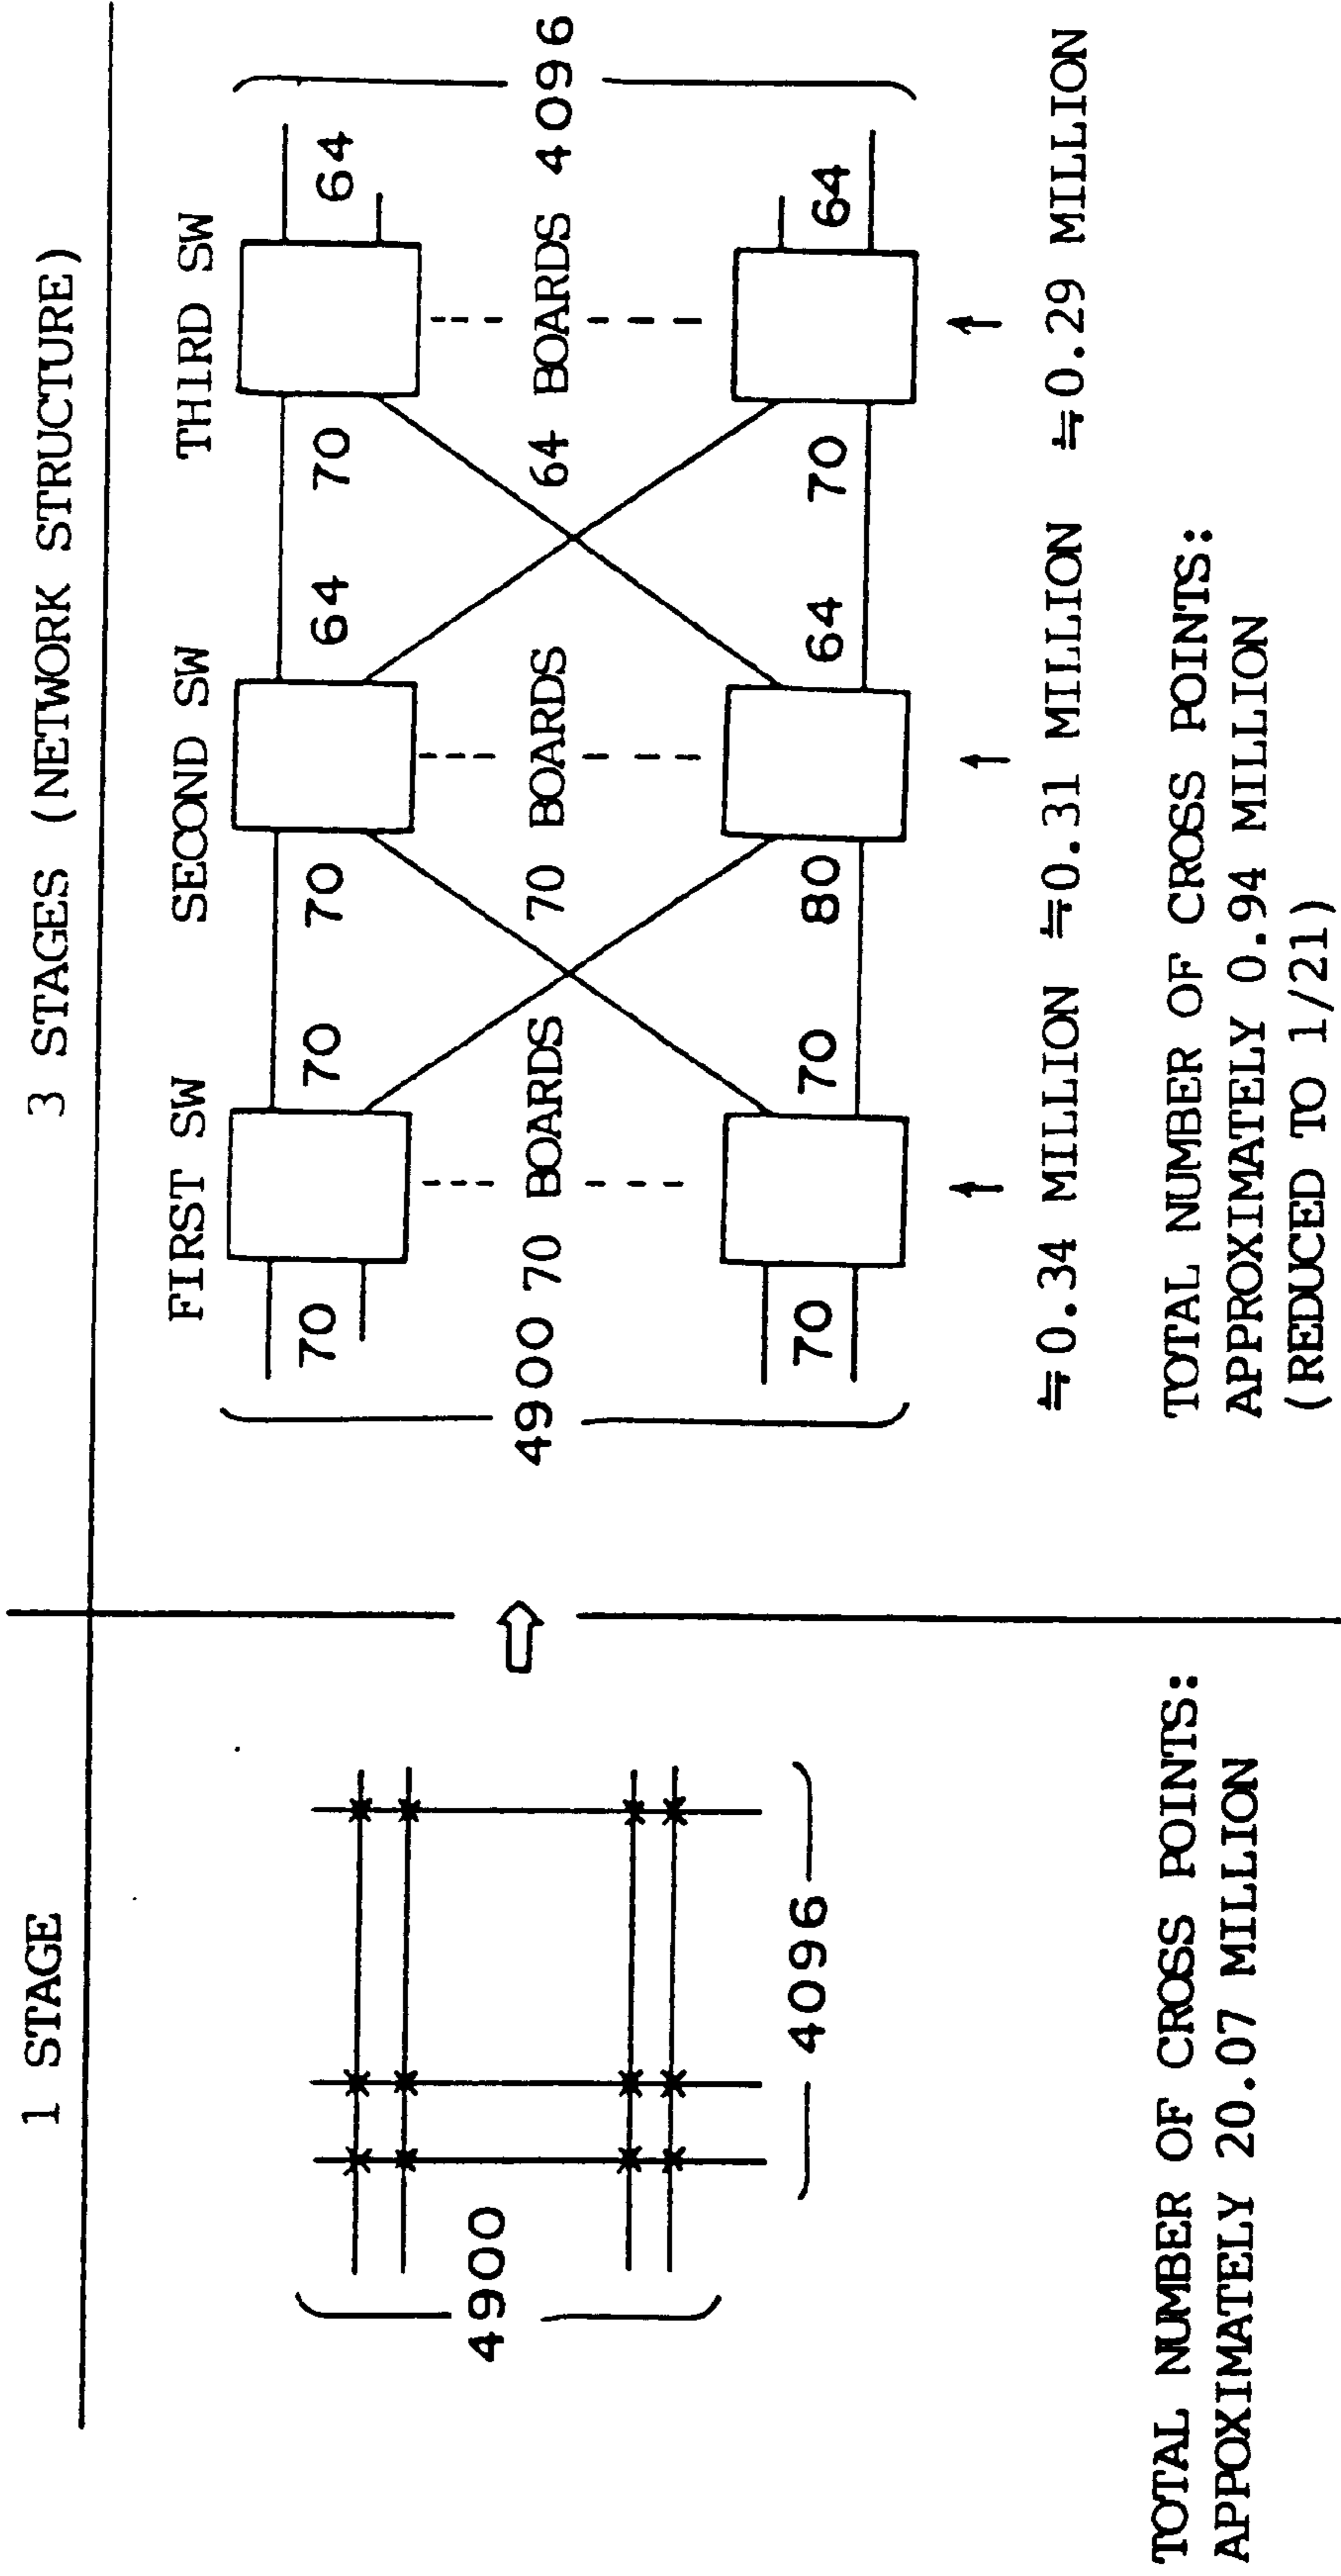 1 STAGE
4900
4096
TOTAL NUMBER OF CROSS POINTS:
APPOXIMATELY 20.07 MILLION
3 STAGES (NETWORK STRUCTURE)
FIRST SW SECOND SW THIRD SW
70 70 70 64 70 64
4900 70 BOARDS 70 BOARDS 64 BOARDS 4096
70 70 80 64 70 64
≒0.34 MILLION ≒0.31 MILLION ≒0.29 MILLION
TOTAL NUMBER OF CROSS POINTS:
APPROXIMATELY 0.94 MILLION
(REDUCED TO 1/21)